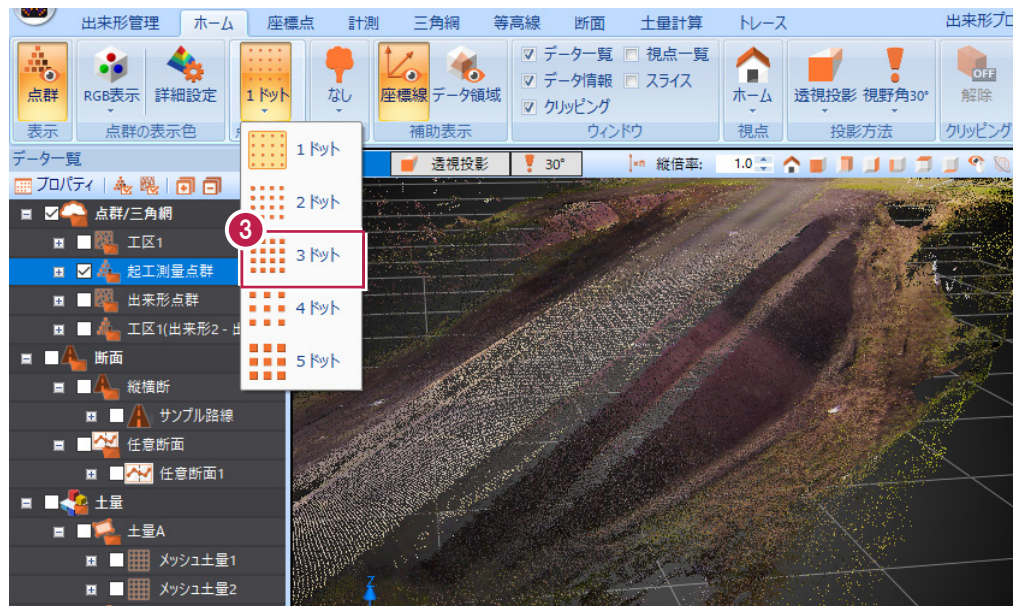 出来形管理 ホーム 座標点 計測 三角網 等高線 断面 土量計算 トレース 出来形プロ
点群 RGB表示 詳細設定 1 ドット なし 座標線 データ領域
データ一覧 視点一覧
データ情報 スライス
クリッピング
ホーム 透視投影 視野角30° OFF 解除
表示 点群の表示色 補助表示 ウィンドウ 視点 投影方法 クリッピング
データ一覧
透視投影 30° 縦倍率: 1.0
プロパティ
1 ドット
2 ドット
3
3 ドット
4 ドット
5 ドット
点群/三角網
工区1
起工測量点群
出来形点群
工区1(出来形2 - 出
断面
縦横断
サンプル路線
任意断面
任意断面1
土量
土量A
メッシュ土量1
メッシュ土量2
Z